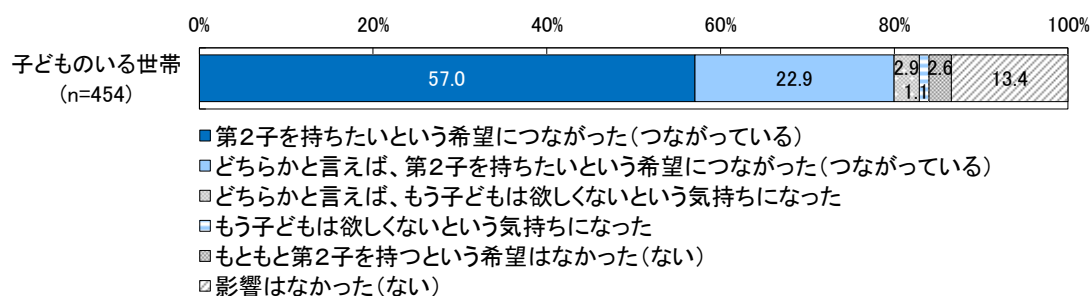 0% 20% 40% 60% 80% 100%
子どものいる世帯
(n=454)
57.0 22.9 2.9 1.1 2.6 13.4
第2子を持ちたいという希望につながった(つながっている)
どちらかと言えば、第2子を持ちたいという希望につながった(つながっている)
どちらかと言えば、もう子どもは欲しくないという気持ちになった
もう子どもは欲しくないという気持ちになった
もともと第2子を持つという希望はなかった(ない)
影響はなかった(ない)